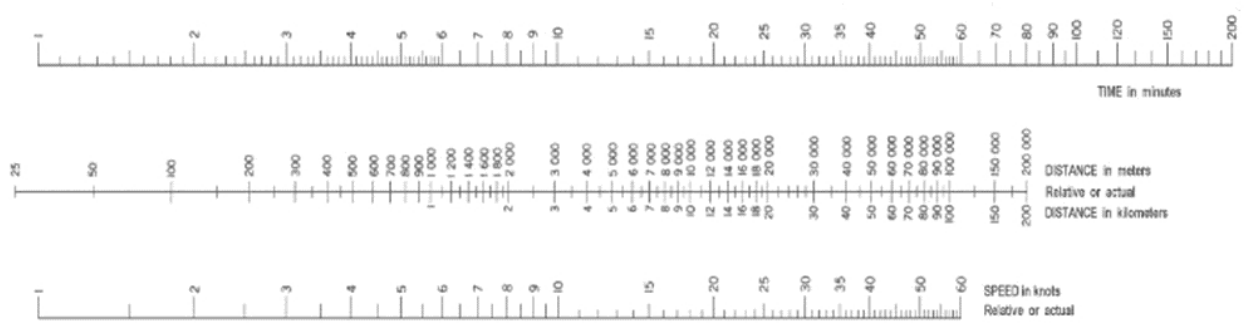 1 2 3 4 5 6 7 8 9 10 15 20 25 30 35 40 50 60 70 80 90 100 120 150 200
TIME in minutes
25 50 100 200 300 400 500 600 700 800 900 1 000 1 200 1 400 1 600 1 800 2 000 3 000 4 000 5 000 6 000 7 000 8 000 9 000 10 000 12 000 14 000 16 000 18 000 20 000 30 000 40 000 50 000 60 000 70 000 80 000 90 000 100 000 150 000 200 000
DISTANCE in meters
Relative or actual
1 2 3 4 5 6 7 8 9 10 12 14 16 18 20 30 40 50 60 70 80 90 100 150 200
DISTANCE in kilometers
1 2 3 4 5 6 7 8 9 10 15 20 25 30 35 40 50 60
SPEED in knots
Relative or actual